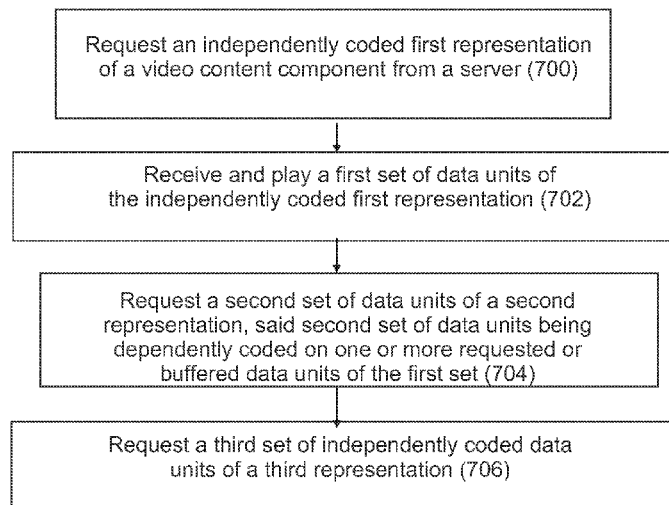 Request an independently coded first representation
of a video content component from a server (700)
Receive and play a first set of data units of
the independently coded first representation (702)
Request a second set of data units of a second
representation, said second set of data units being
dependently coded on one or more requested or
buffered data units of the first set (704)
Request a third set of independently coded data
units of a third representation (706)